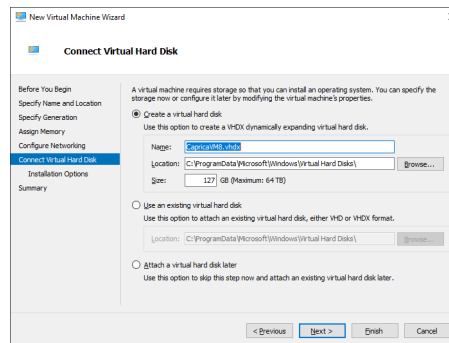 New Virtual Machine Wizard
Connect Virtual Hard Disk
Before You Begin
Specify Name and Location
Specify Generation
Assign Memory
Configure Networking
Connect Virtual Hard Disk
Installation Options
Summary
A virtual machine requires storage so that you can install an operating system. You can specify the
storage now or configure it later by modifying the virtual machine's properties.
Create a virtual hard disk
Use this option to create a VHDX dynamically expanding virtual hard disk.
Name: CapricaVM8.vhdx
Location: C:\ProgramData\Microsoft\Windows\Virtual Hard Disks\ Browse...
Size: 127 GB (Maximum: 64 TB)
Use an existing virtual hard disk
Use this option to attach an existing virtual hard disk, either VHD or VHDX format.
Location: C:\ProgramData\Microsoft\Windows\Virtual Hard Disks\ Browse...
Attach a virtual hard disk later
Use this option to skip this step now and attach an existing virtual hard disk later.
< Previous Next > Finish Cancel